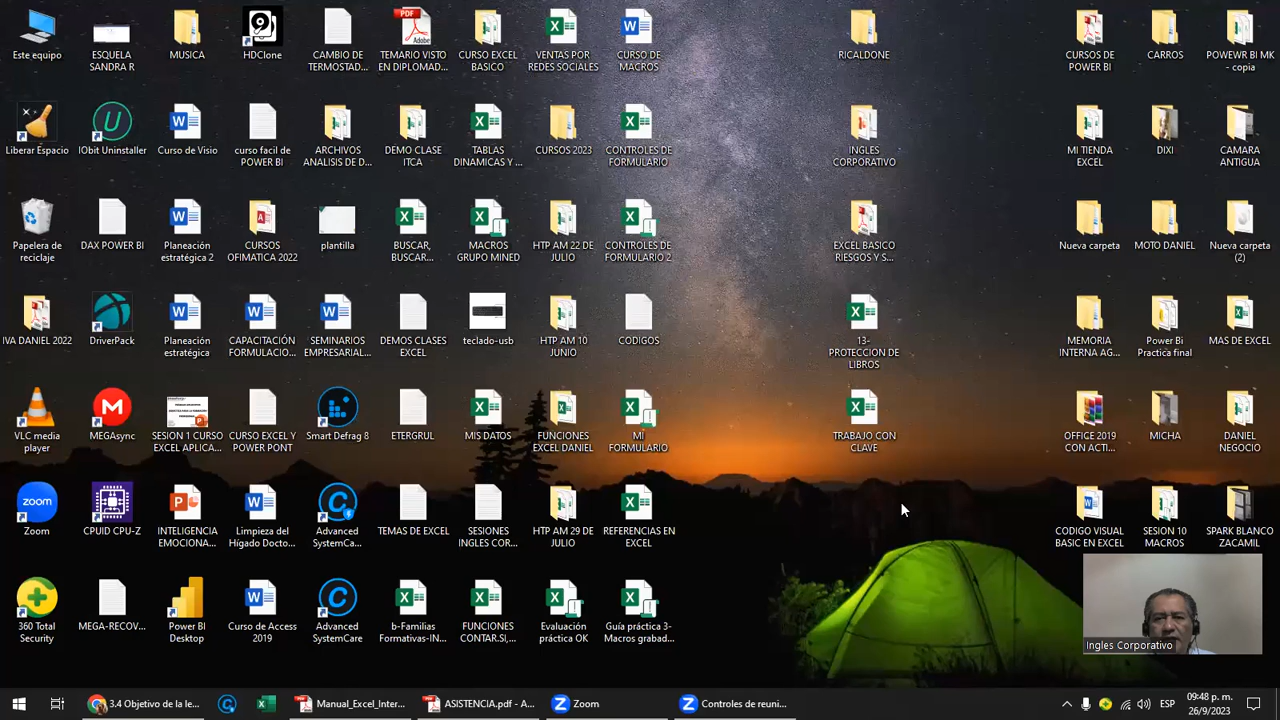 Este equipo
ESQUELA
SANDRA R
MUSICA
HDClone
CAMBIO DE
TERMOSTAD...
PDF
Adobe
TEMARIO VISTO
EN DIPLOMAD...
CURSO EXCEL
BASICO
VENTAS POR
REDES SOCIALES
CURSO DE
MACROS
RICALDONE
CURSOS DE
POWER BI
CARROS
POWEWR BI MK
- copia
Liberar Espacio
IObit Uninstaller
Curso de Visio
curso facil de
POWER BI
ARCHIVOS
ANALISIS DE D...
DEMO CLASE
ITCA
TABLAS
DINAMICAS Y ...
CURSOS 2023
CONTROLES DE
FORMULARIO
INGLES
CORPORATIVO
MI TIENDA
EXCEL
DIXI
CAMARA
ANTIGUA
Papelera de
reciclaje
DAX POWER BI
Planeación
estratégica 2
CURSOS
OFIMATICA 2022
plantilla
BUSCAR,
BUSCAR...
MACROS
GRUPO MINED
HTP AM 22 DE
JULIO
CONTROLES DE
FORMULARIO 2
EXCEL BASICO
RIESGOS Y S...
Nueva carpeta
MOTO DANIEL
Nueva carpeta
(2)
IVA DANIEL 2022
DriverPack
Planeación
estratégica
CAPACITACIÓN
FORMULACIO...
SEMINARIOS
EMPRESARIAL...
DEMOS CLASES
EXCEL
teclado-usb
HTP AM 10
JUNIO
CODIGOS
13-
PROTECCION DE
LIBROS
MEMORIA
INTERNA AG...
Power Bi
Practica final
MAS DE EXCEL
VLC media
player
MEGAsync
SESION 1 CURSO
EXCEL APLICA...
CURSO EXCEL Y
POWER PONT
Smart Defrag 8
ETERGRUL
MIS DATOS
FUNCIONES
EXCEL DANIEL
MI
FORMULARIO
TRABAJO CON
CLAVE
OFFICE 2019
CON ACTI...
MICHA
DANIEL
NEGOCIO
zoom
Zoom
CPUID CPU-Z
INTELIGENCIA
EMOCIONA...
Limpieza del
Hígado Docto...
Advanced
SystemCa...
TEMAS DE EXCEL
SESIONES
INGLES COR...
HTP AM 29 DE
JULIO
REFERENCIAS EN
EXCEL
CODIGO VISUAL
BASIC EN EXCEL
SESION 10
MACROS
SPARK BLANCO
ZACAMIL
360 Total
Security
MEGA-RECOV...
Power BI
Desktop
Curso de Access
2019
Advanced
SystemCare
b-Familias
Formativas-IN...
FUNCIONES
CONTAR.SI,...
Evaluación
práctica OK
Guía práctica 3-
Macros grabad...
Ingles Corporativo
3.4 Objetivo de la le...
Manual_Excel_Inter...
ASISTENCIA.pdf - A...
Zoom
Controles de reuni...
ESP
09:48 p. m.
26/9/2023